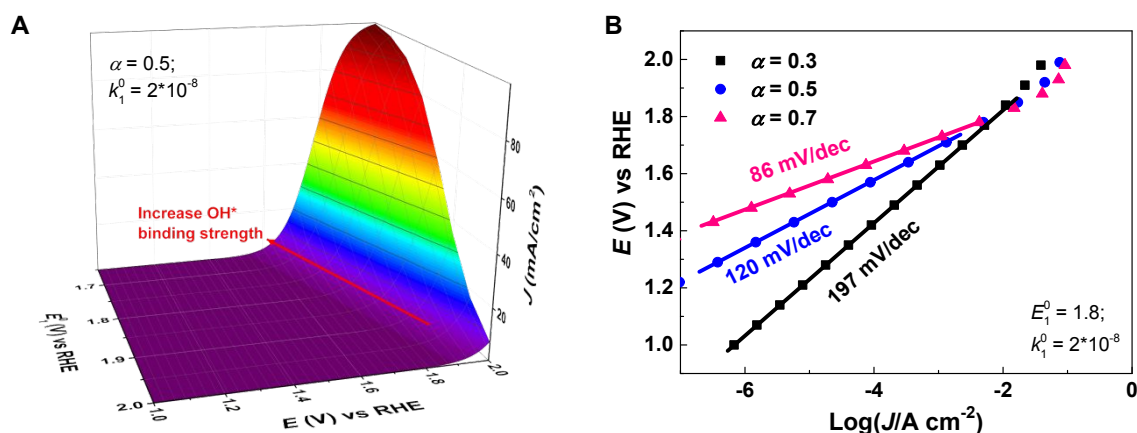 A
α = 0.5;
k₁⁰ = 2*10⁻⁸
Increase OH*
binding strength
80
60
40
20
J (mA/cm²)
1.7
1.8
1.9
2.0
E₁⁰ (V) vs RHE
1.0
1.2
1.4
1.6
1.8
2.0
E (V) vs RHE
B
α = 0.3
α = 0.5
α = 0.7
86 mV/dec
120 mV/dec
197 mV/dec
E₁⁰ = 1.8;
k₁⁰ = 2*10⁻⁸
2.0
1.8
1.6
1.4
1.2
1.0
E (V) vs RHE
-6
-4
-2
0
Log(J/A cm⁻²)